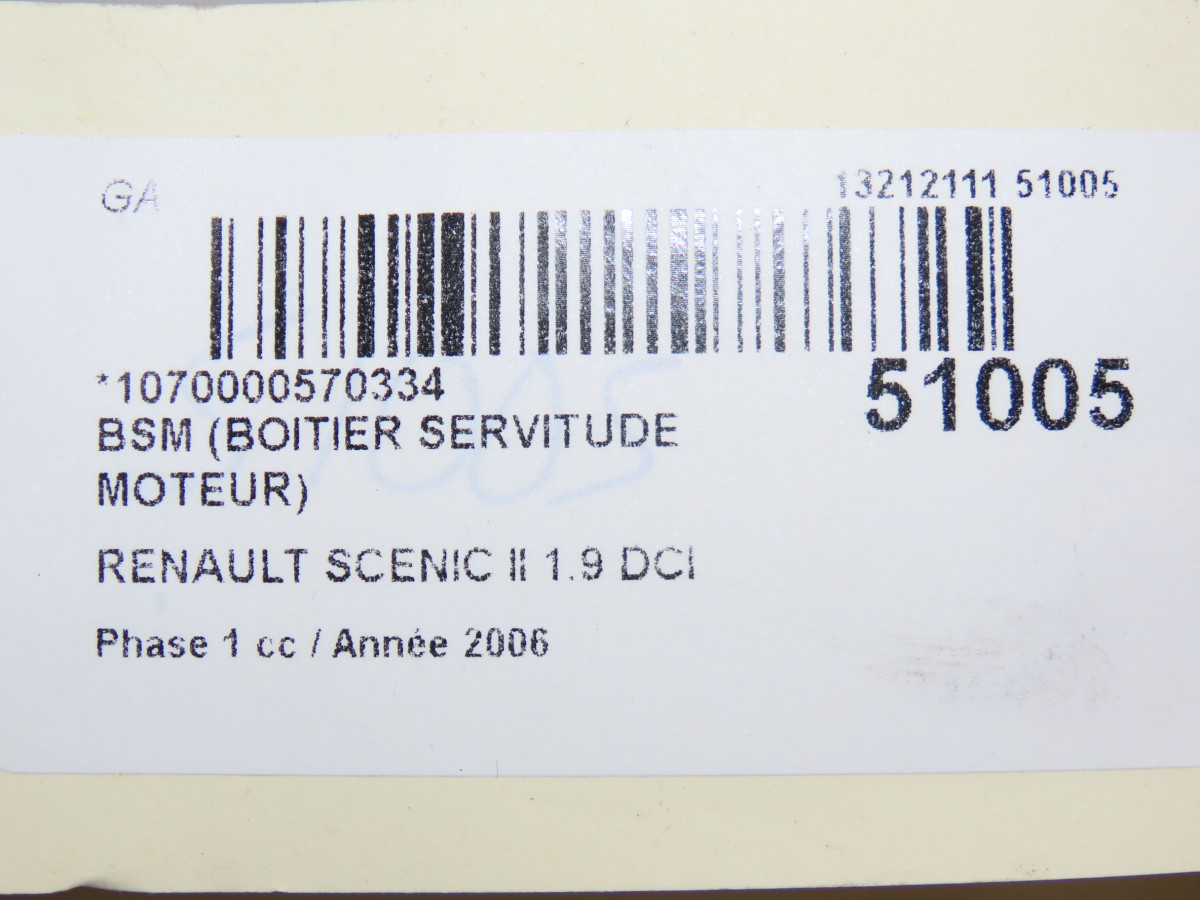 GA
13212111 51005
*1070000570334
51005
BSM (BOITIER SERVITUDE
MOTEUR)
RENAULT SCENIC II 1.9 DCI
Phase 1 cc / Année 2006
51005